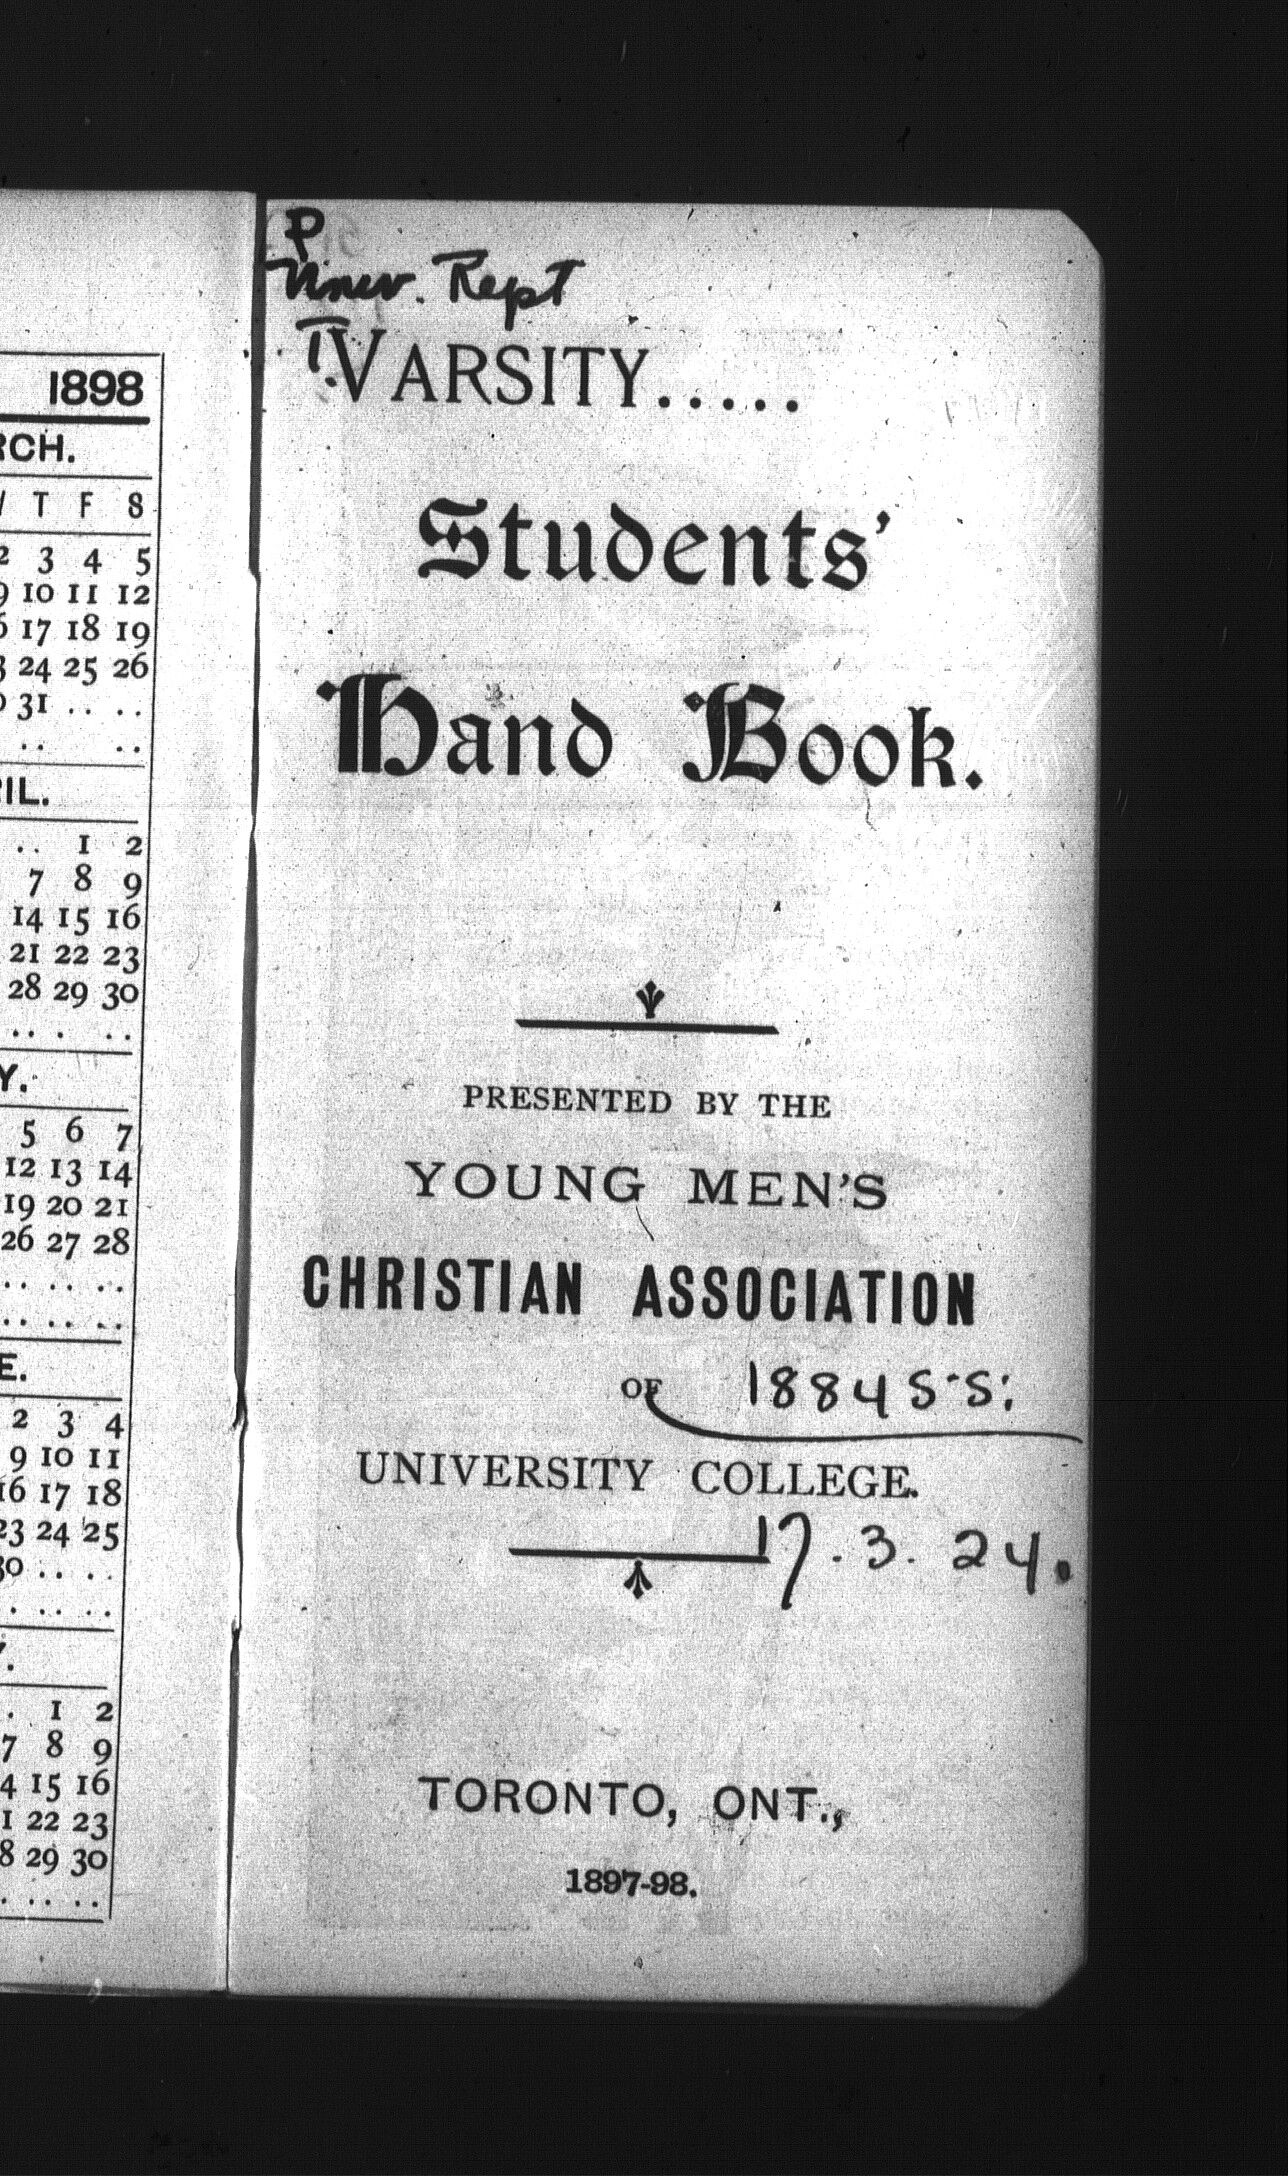 1898
RCH.
T F S
2 3 4 5
9 10 11 12
6 17 18 19
3 24 25 26
0 31 .. ..
.. ..
RIL.
.. 1 2
7 8 9
14 15 16
21 22 23
28 29 30
.. . ..
Y.
5 6 7
12 13 14
19 20 21
26 27 28
.. .. ..
.. .. ..
E.
2 3 4
9 10 11
16 17 18
23 24 25
30 .. ..
. .. ..
Y.
. 1 2
7 8 9
4 15 16
1 22 23
8 29 30
. .. ..
P
Univ. Rept
T.
VARSITY.....
Students'
Hand Book.
PRESENTED BY THE
YOUNG MEN'S
CHRISTIAN ASSOCIATION
OF
1884
UNIVERSITY COLLEGE.
17.3.24.
TORONTO, ONT.,
1897-98.